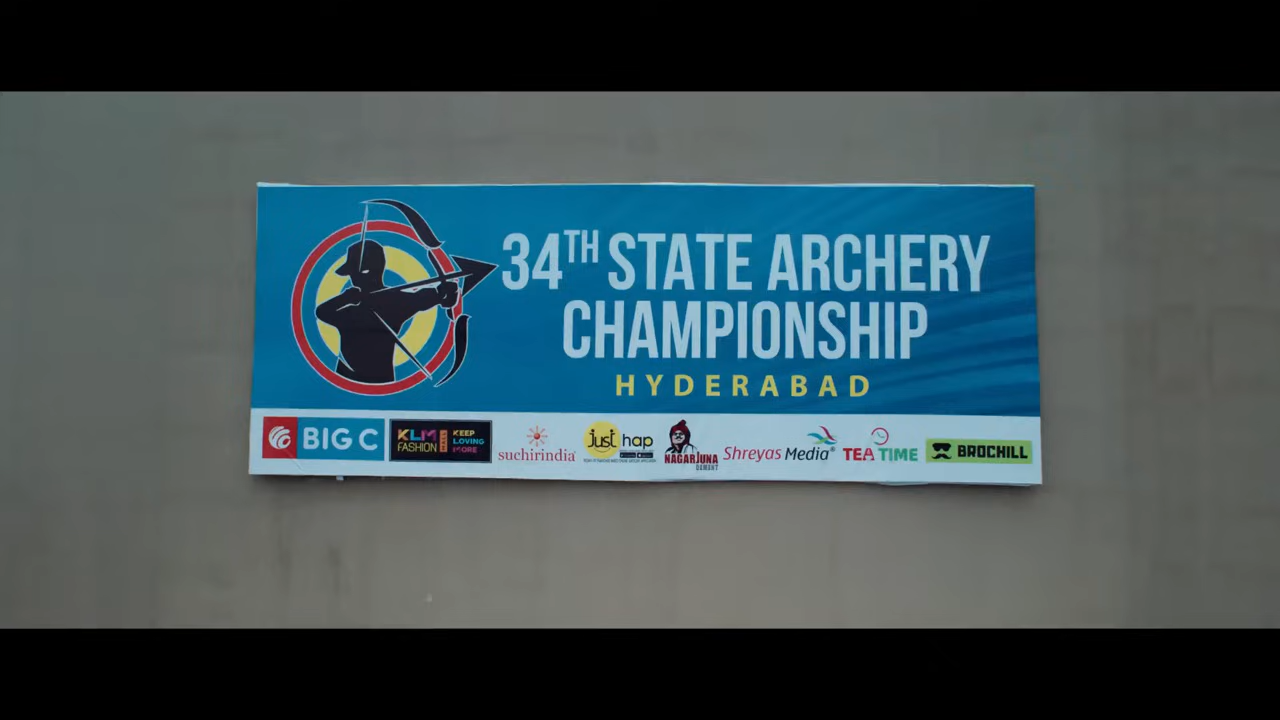 34TH STATE ARCHERY
CHAMPIONSHIP
HYDERABAD
BIG C
KLM
FASHION
MALL
KEEP
LOVING
MORE
suchirindia
just hap
NAGARJUNA
CEMENT
Shreyas Media®
TEA TIME
BROCHILL